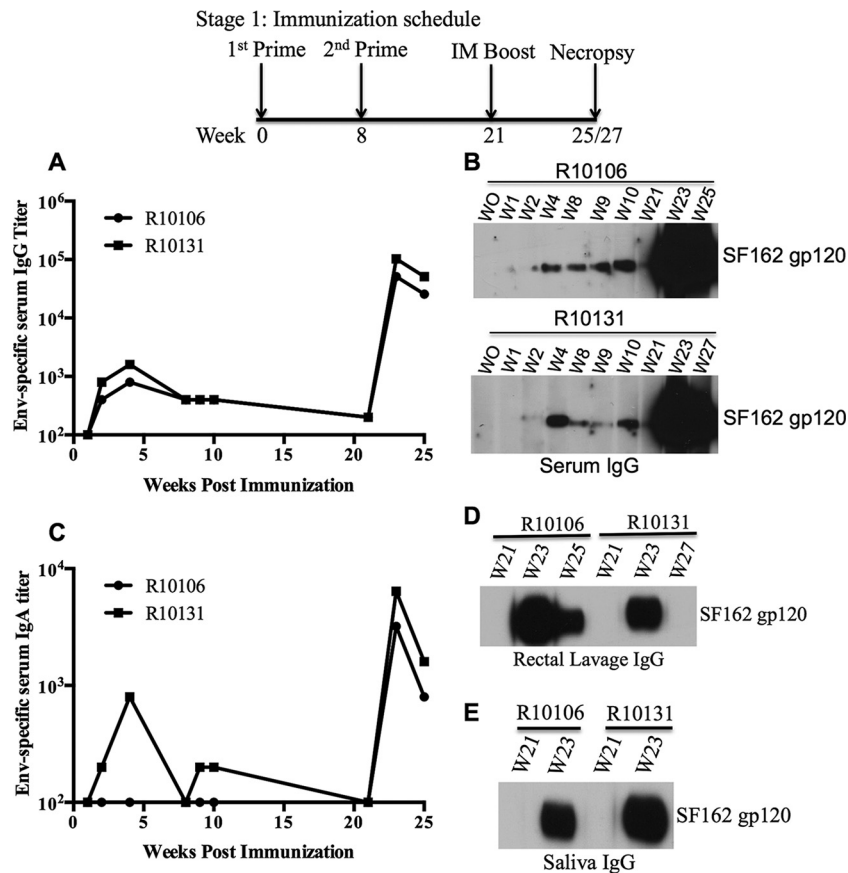 Stage 1: Immunization schedule
1st Prime 2nd Prime IM Boost Necropsy
Week 0 8 21 25/27
A
Env-specific serum IgG Titer
10^6
10^5
10^4
10^3
10^2
R10106
R10131
0 5 10 15 20 25
Weeks Post Immunization
B
R10106
WO W1 W2 W4 W8 W9 W10 W21 W23 W25
SF162 gp120
R10131
WO W1 W2 W4 W8 W9 W10 W21 W23 W27
SF162 gp120
Serum IgG
C
Env-specific serum IgA titer
10^4
10^3
10^2
R10106
R10131
0 5 10 15 20 25
Weeks Post Immunization
D
R10106 R10131
W21 W23 W25 W21 W23 W27
SF162 gp120
Rectal Lavage IgG
E
R10106 R10131
W21 W23 W21 W23
SF162 gp120
Saliva IgG